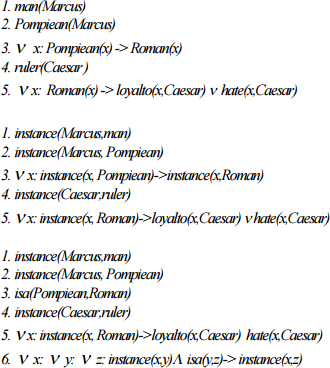 1. man(Marcus)
2. Pompiean(Marcus)
3. ∨ x: Pompiean(x) -> Roman(x)
4. ruler(Caesar )
5. ∨ x: Roman(x) -> loyalto(x,Caesar) ∨ hate(x,Caesar)
1. instance(Marcus,man)
2. instance(Marcus, Pompiean)
3. ∨ x: instance(x, Pompiean)->instance(x,Roman)
4. instance(Caesar,ruler)
5. ∨ x: instance(x, Roman)->loyalto(x,Caesar) ∨ hate(x,Caesar)
1. instance(Marcus,man)
2. instance(Marcus, Pompiean)
3. isa(Pompiean,Roman)
4. instance(Caesar,ruler)
5. ∨ x: instance(x, Roman)->loyalto(x,Caesar) hate(x,Caesar)
6. ∨ x: ∨ y: ∨ z: instance(x,y)∧ isa(y,z)-> instance(x,z)